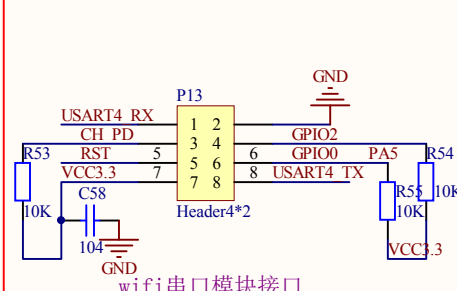 GND
P13
USART4_RX
1 2
CH_PD
3 4
GPIO2
R53
RST
5
5 6
6
GPIO0
PA5
R54
VCC3.3
7
7 8
8
USART4_TX
C58
R55
10K
10K
Header4*2
10K
104
VCC3.3
GND
wifi串口模块接口